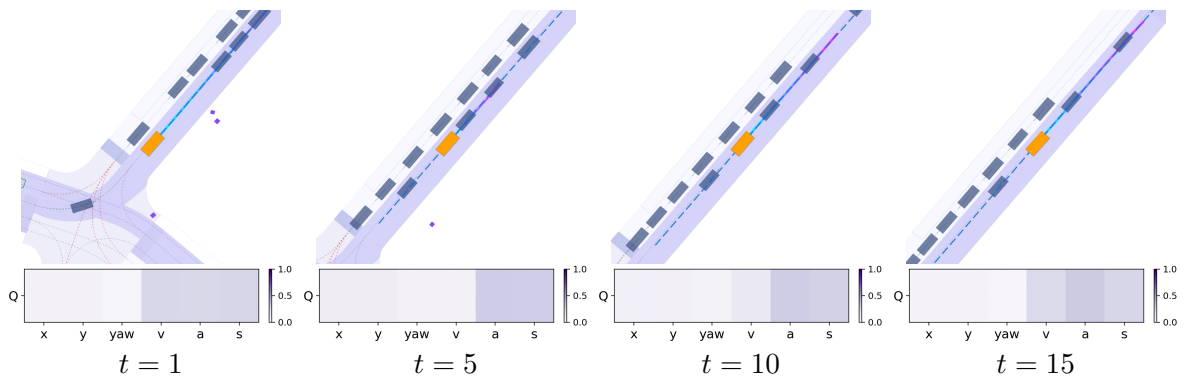 1.0
0.5
0.0
Q
x y yaw v a s
t = 1
1.0
0.5
0.0
Q
x y yaw v a s
t = 5
1.0
0.5
0.0
Q
x y yaw v a s
t = 10
1.0
0.5
0.0
Q
x y yaw v a s
t = 15